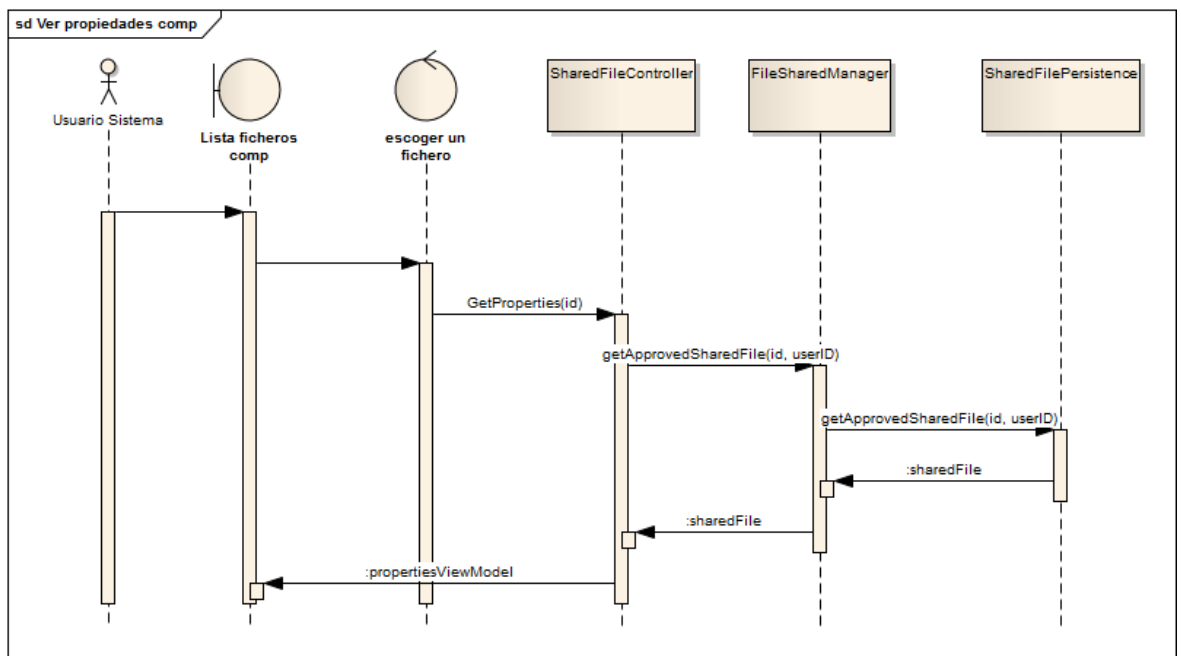 sd Ver propiedades comp
Usuario Sistema
Lista ficheros
comp
escoger un
fichero
SharedFileController
FileSharedManager
SharedFilePersistence
GetProperties(id)
getApprovedSharedFile(id, userID)
getApprovedSharedFile(id, userID)
:sharedFile
:sharedFile
:propertiesViewModel